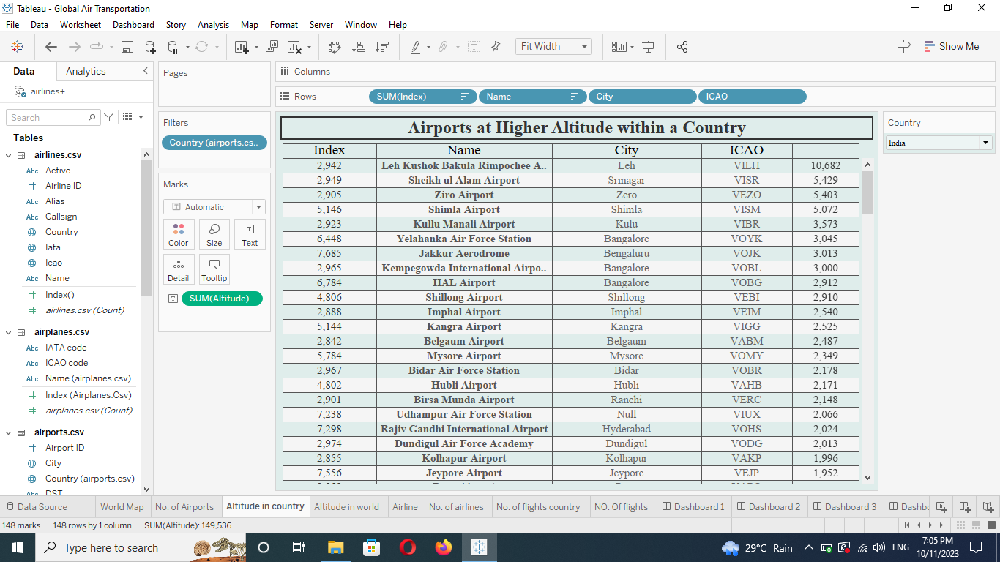 Tableau - Global Air Transportation
File Data Worksheet Dashboard Story Analysis Map Format Server Window Help
Fit Width
Show Me
Data Analytics
airlines+
Search
Tables
airlines.csv
Abc Active
# Airline ID
Abc Alias
Abc Callsign
Country
Iata
Icao
Abc Name
# Index()
# airlines.csv (Count)
airplanes.csv
Abc IATA code
Abc ICAO code
Abc Name (airplanes.csv)
# Index (Airplanes.Csv)
# airplanes.csv (Count)
airports.csv
# Airport ID
City
Country (airports.csv)
Abc DST
Pages
Filters
Country (airports.cs..
Marks
Automatic
Color Size Text
Detail Tooltip
SUM(Altitude)
Columns
Rows SUM(Index) Name City ICAO
Airports at Higher Altitude within a Country
Index Name City ICAO
2,942 Leh Kushok Bakula Rimpochee A.. Leh VILH 10,682
2,949 Sheikh ul Alam Airport Srinagar VISR 5,429
2,905 Ziro Airport Zero VEZO 5,403
5,146 Shimla Airport Shimla VISM 5,072
2,923 Kullu Manali Airport Kulu VIBR 3,573
6,448 Yelahanka Air Force Station Bangalore VOYK 3,045
7,685 Jakkur Aerodrome Bengaluru VOJK 3,013
2,965 Kempegowda International Airpo.. Bangalore VOBL 3,000
6,784 HAL Airport Bangalore VOBG 2,912
4,806 Shillong Airport Shillong VEBI 2,910
2,888 Imphal Airport Imphal VEIM 2,540
5,144 Kangra Airport Kangra VIGG 2,525
2,842 Belgaum Airport Belgaum VABM 2,487
5,784 Mysore Airport Mysore VOMY 2,349
2,967 Bidar Air Force Station Bidar VOBR 2,178
4,802 Hubli Airport Hubli VAHB 2,171
2,901 Birsa Munda Airport Ranchi VERC 2,148
7,238 Udhampur Air Force Station Null VIUX 2,066
7,298 Rajiv Gandhi International Airport Hyderabad VOHS 2,024
2,974 Dundigul Air Force Academy Dundigul VODG 2,013
2,855 Kolhapur Airport Kolhapur VAKP 1,996
7,556 Jeypore Airport Jeypore VEJP 1,952
Country
India
Data Source World Map No. of Airports Altitude in country Altitude in world Airline No. of airlines No. of flights country NO. Of flights Dashboard 1 Dashboard 2 Dashboard 3 Dashbo
148 marks 148 rows by 1 column SUM(Altitude): 149,536
Type here to search
29°C Rain
ENG
7:05 PM
10/11/2023